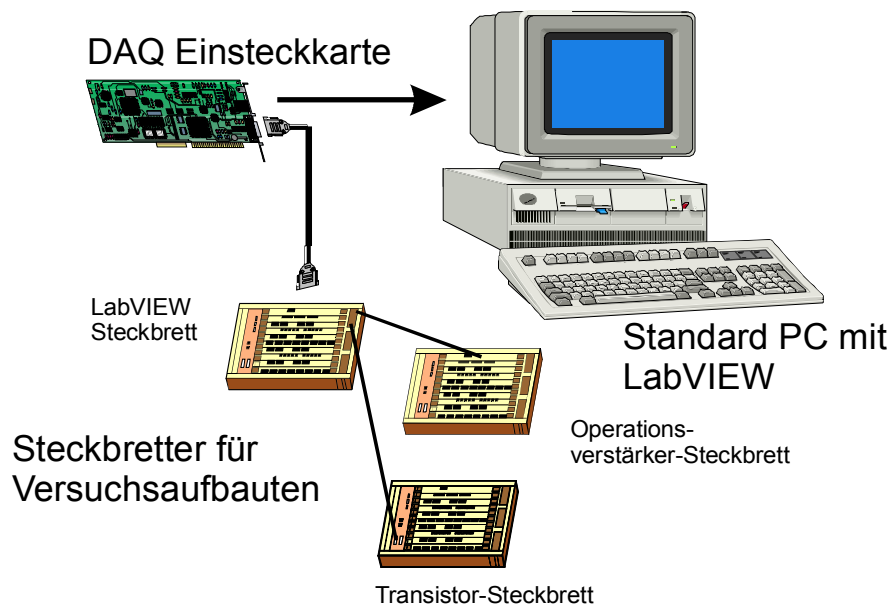 DAQ Einsteckkarte
LabVIEW
Steckbrett
Standard PC mit
LabVIEW
Operations-
verstärker-Steckbrett
Steckbretter für
Versuchsaufbauten
Transistor-Steckbrett